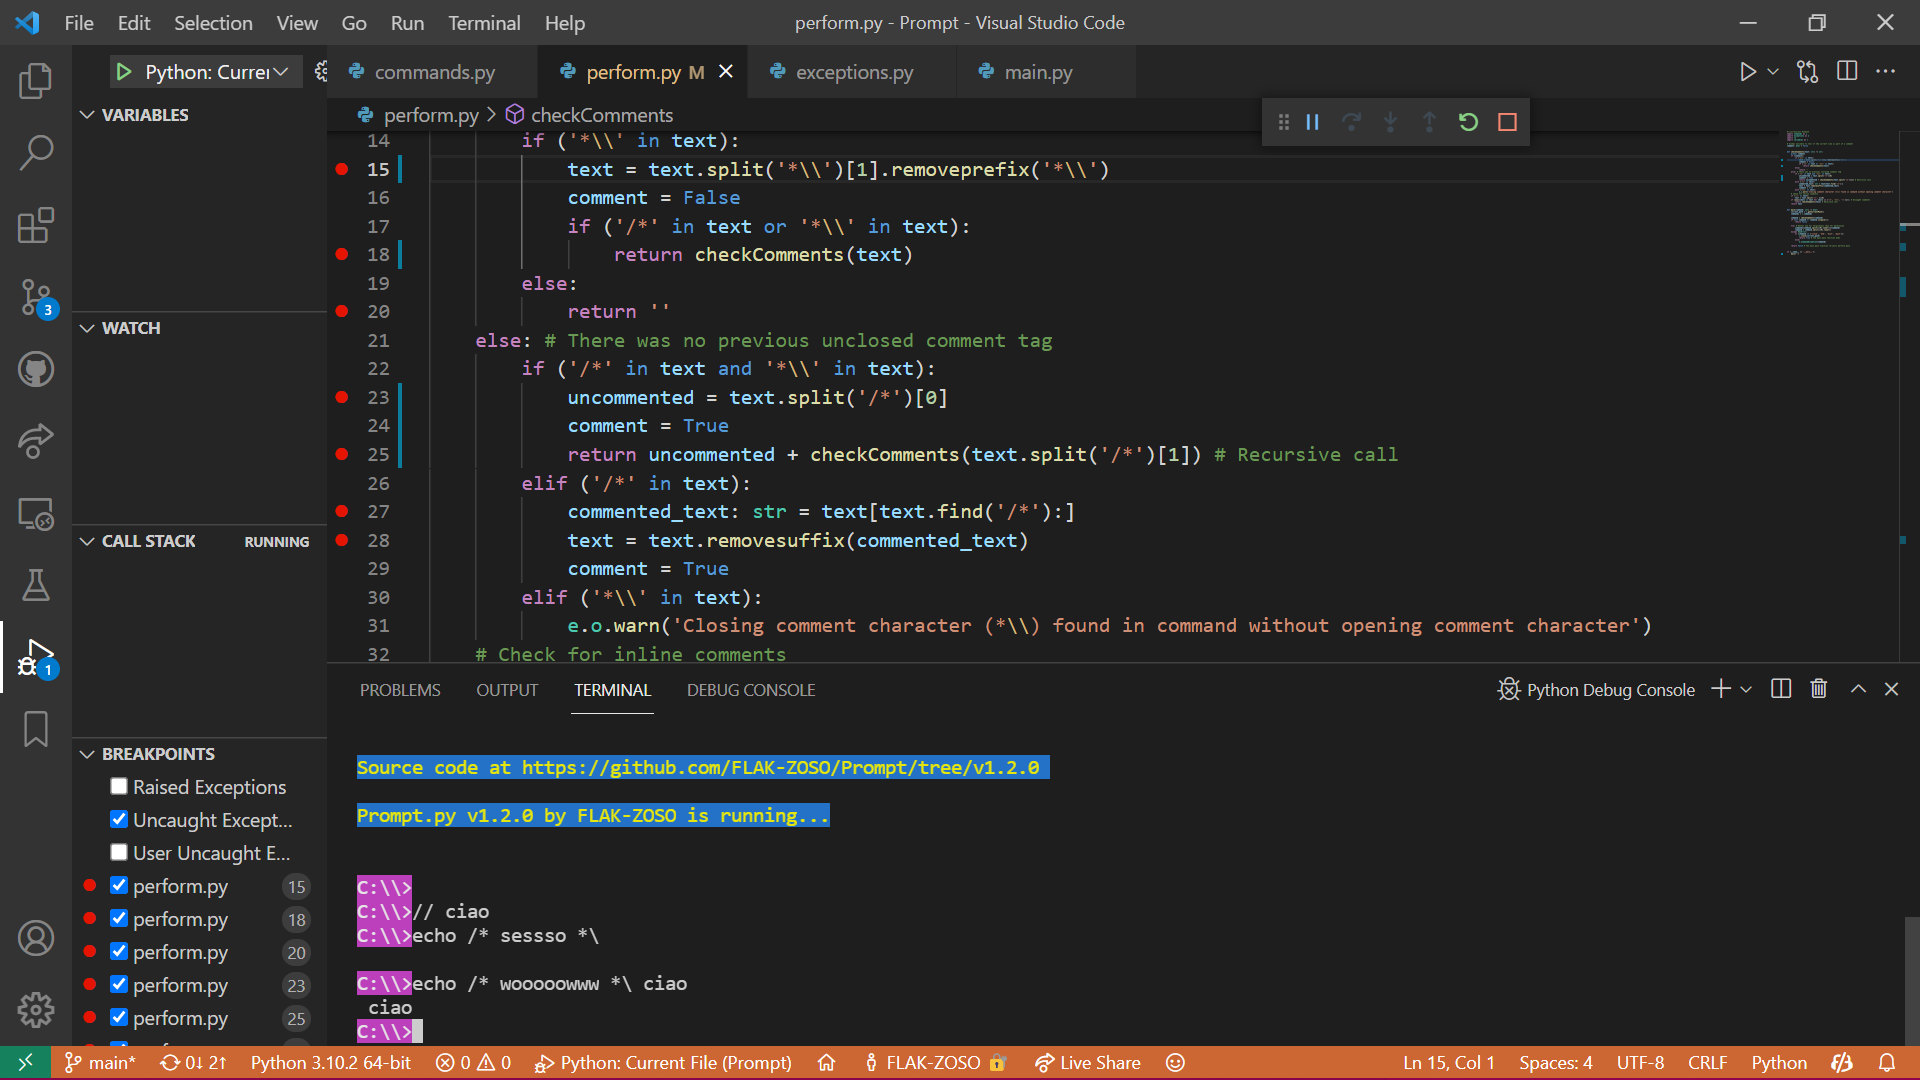 File Edit Selection View Go Run Terminal Help
perform.py - Prompt - Visual Studio Code
Python: Currer
commands.py
perform.py M
exceptions.py
main.py
perform.py > checkComments
VARIABLES
WATCH
CALL STACK RUNNING
BREAKPOINTS
Raised Exceptions
Uncaught Except...
User Uncaught E...
perform.py 15
perform.py 18
perform.py 20
perform.py 23
perform.py 25
3
1
14 if ('*\\' in text):
15 text = text.split('*\\')[1].removeprefix('*\\')
16 comment = False
17 if ('/*' in text or '*\\' in text):
18 return checkComments(text)
19 else:
20 return ''
21 else: # There was no previous unclosed comment tag
22 if ('/*' in text and '*\\' in text):
23 uncommented = text.split('/*')[0]
24 comment = True
25 return uncommented + checkComments(text.split('/*')[1]) # Recursive call
26 elif ('/*' in text):
27 commented_text: str = text[text.find('/*'):]
28 text = text.removesuffix(commented_text)
29 comment = True
30 elif ('*\\' in text):
31 e.o.warn('Closing comment character (*\\) found in command without opening comment character')
32 # Check for inline comments
PROBLEMS OUTPUT TERMINAL DEBUG CONSOLE
Python Debug Console
Source code at https://github.com/FLAK-ZOSO/Prompt/tree/v1.2.0
Prompt.py v1.2.0 by FLAK-ZOSO is running...
C:\\>
C:\\>// ciao
C:\\>echo /* sessso *\
C:\\>echo /* wooooowww *\ ciao
ciao
C:\\>
main* 0↓ 2↑ Python 3.10.2 64-bit 0 0 Python: Current File (Prompt) FLAK-ZOSO Live Share Ln 15, Col 1 Spaces: 4 UTF-8 CRLF Python